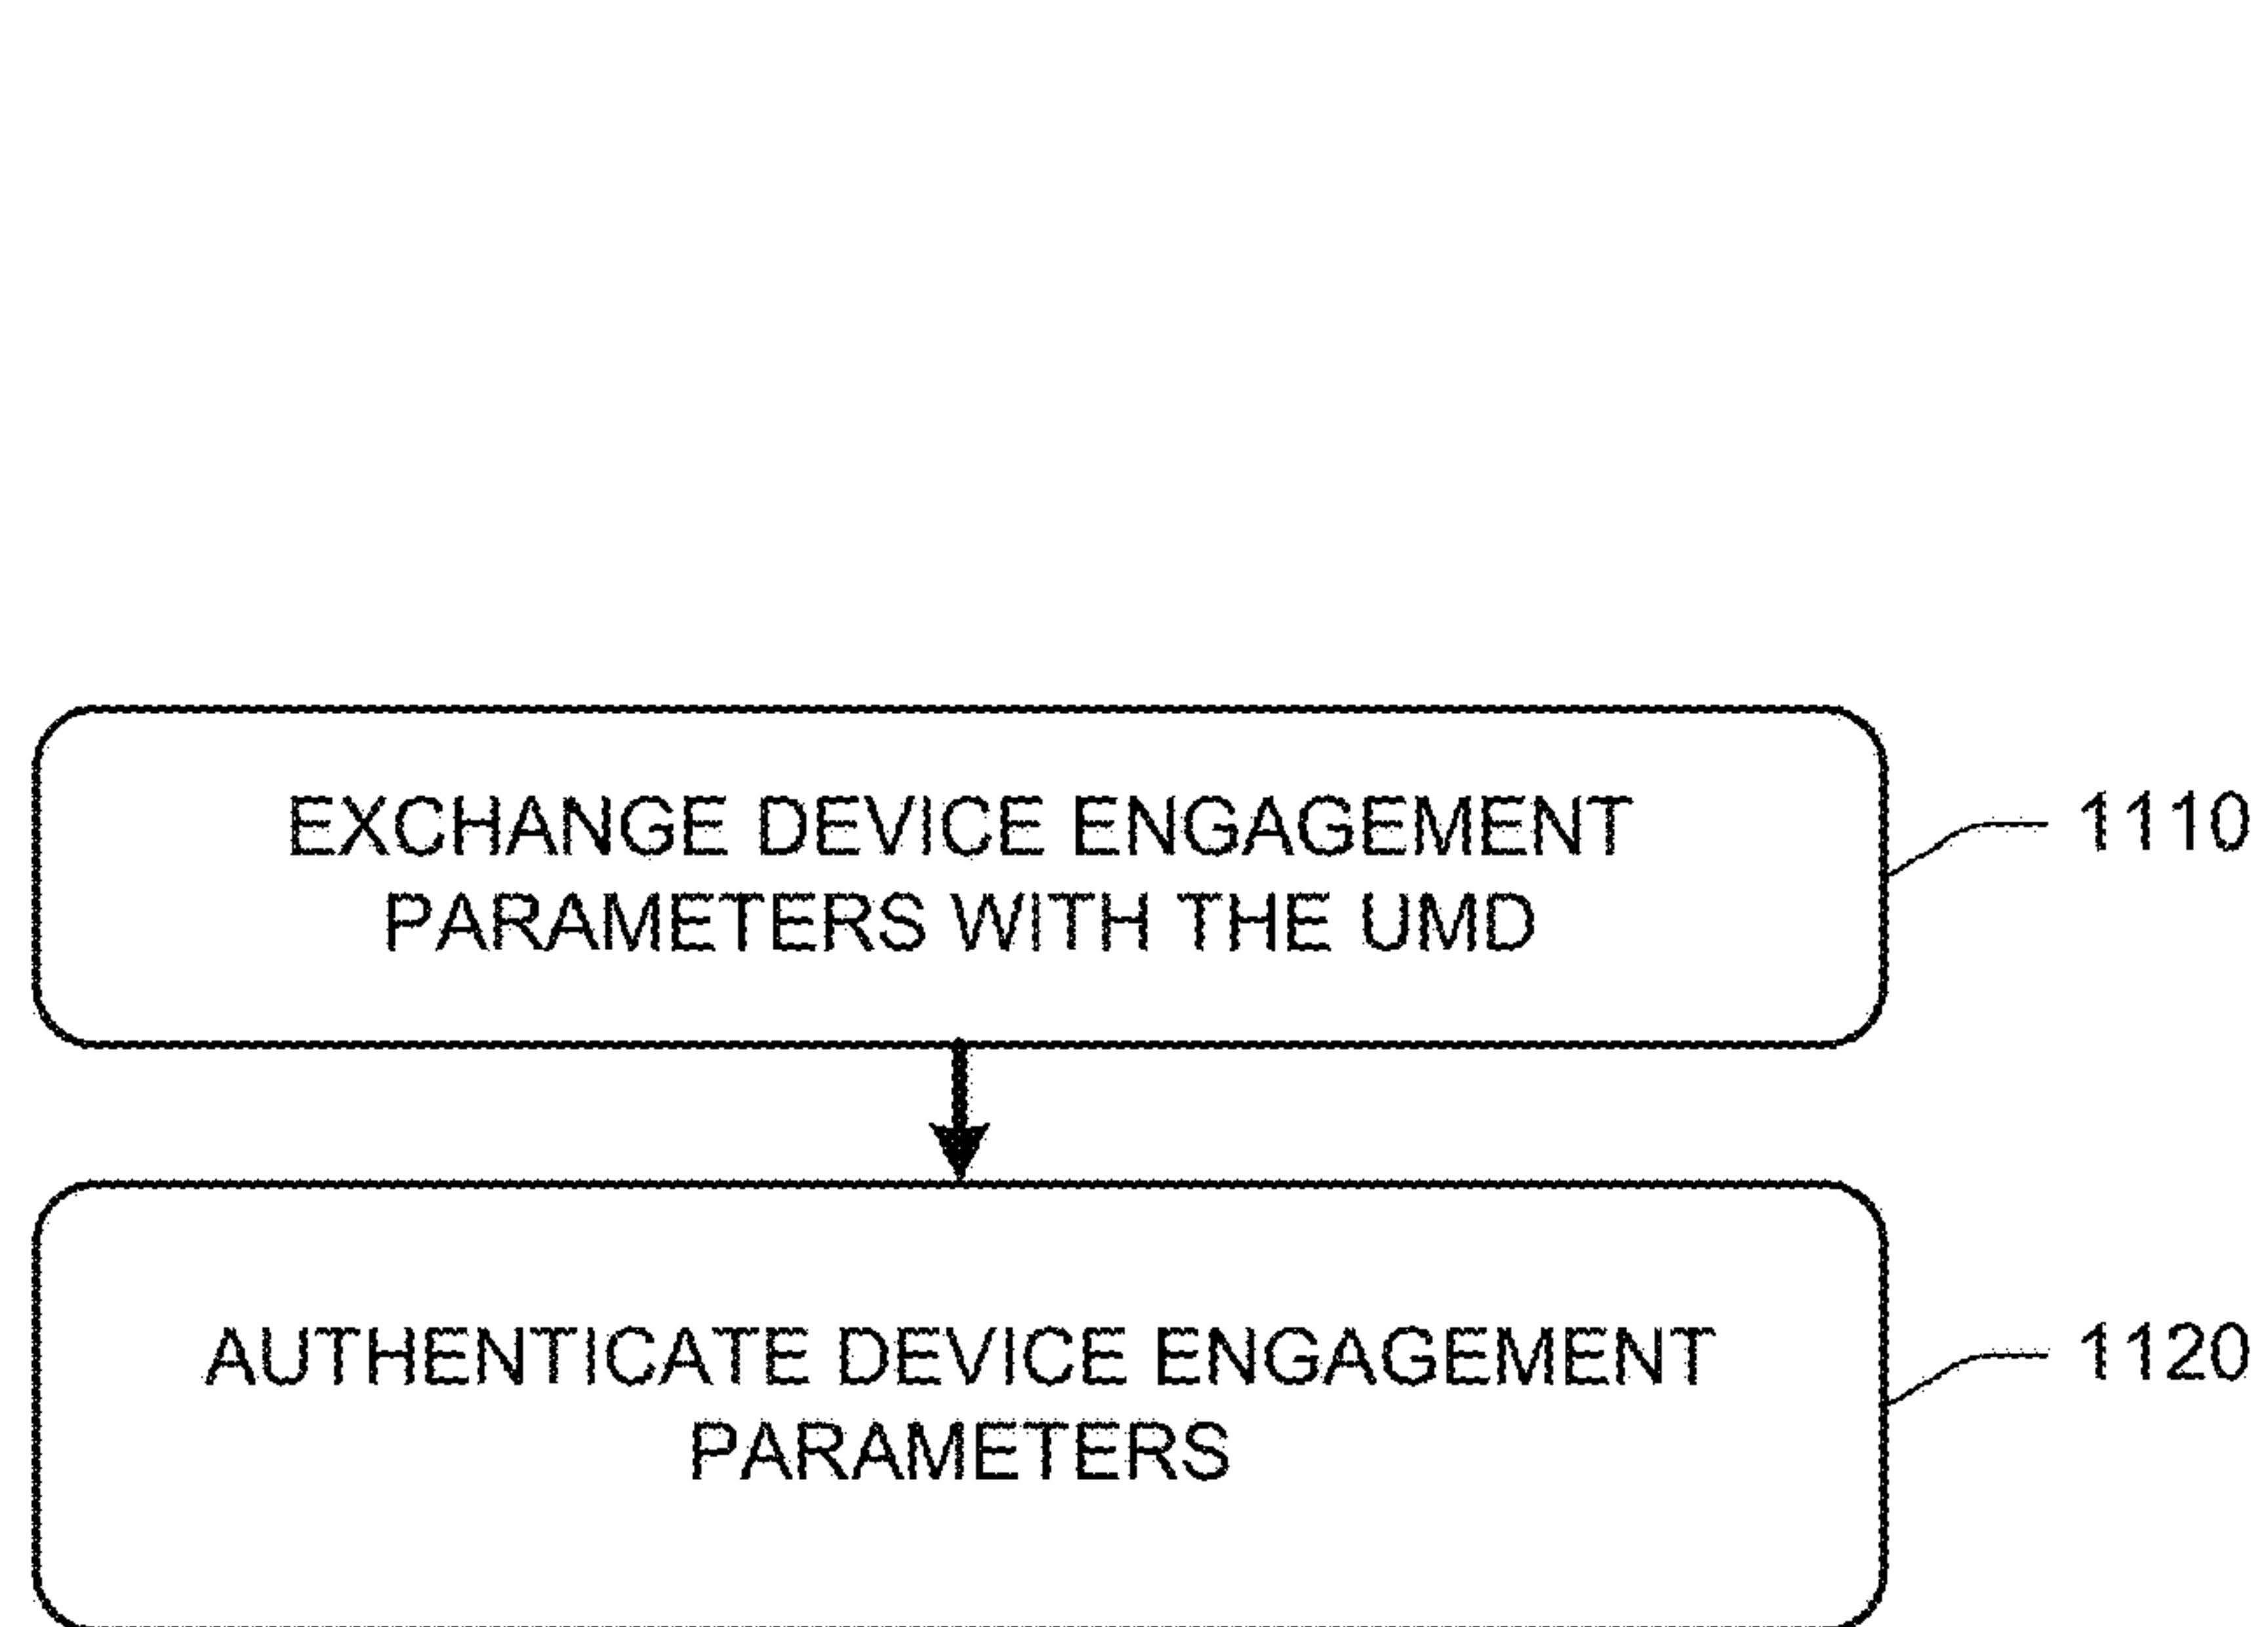 EXCHANGE DEVICE ENGAGEMENT
PARAMETERS WITH THE UMD
1110
AUTHENTICATE DEVICE ENGAGEMENT
PARAMETERS
1120